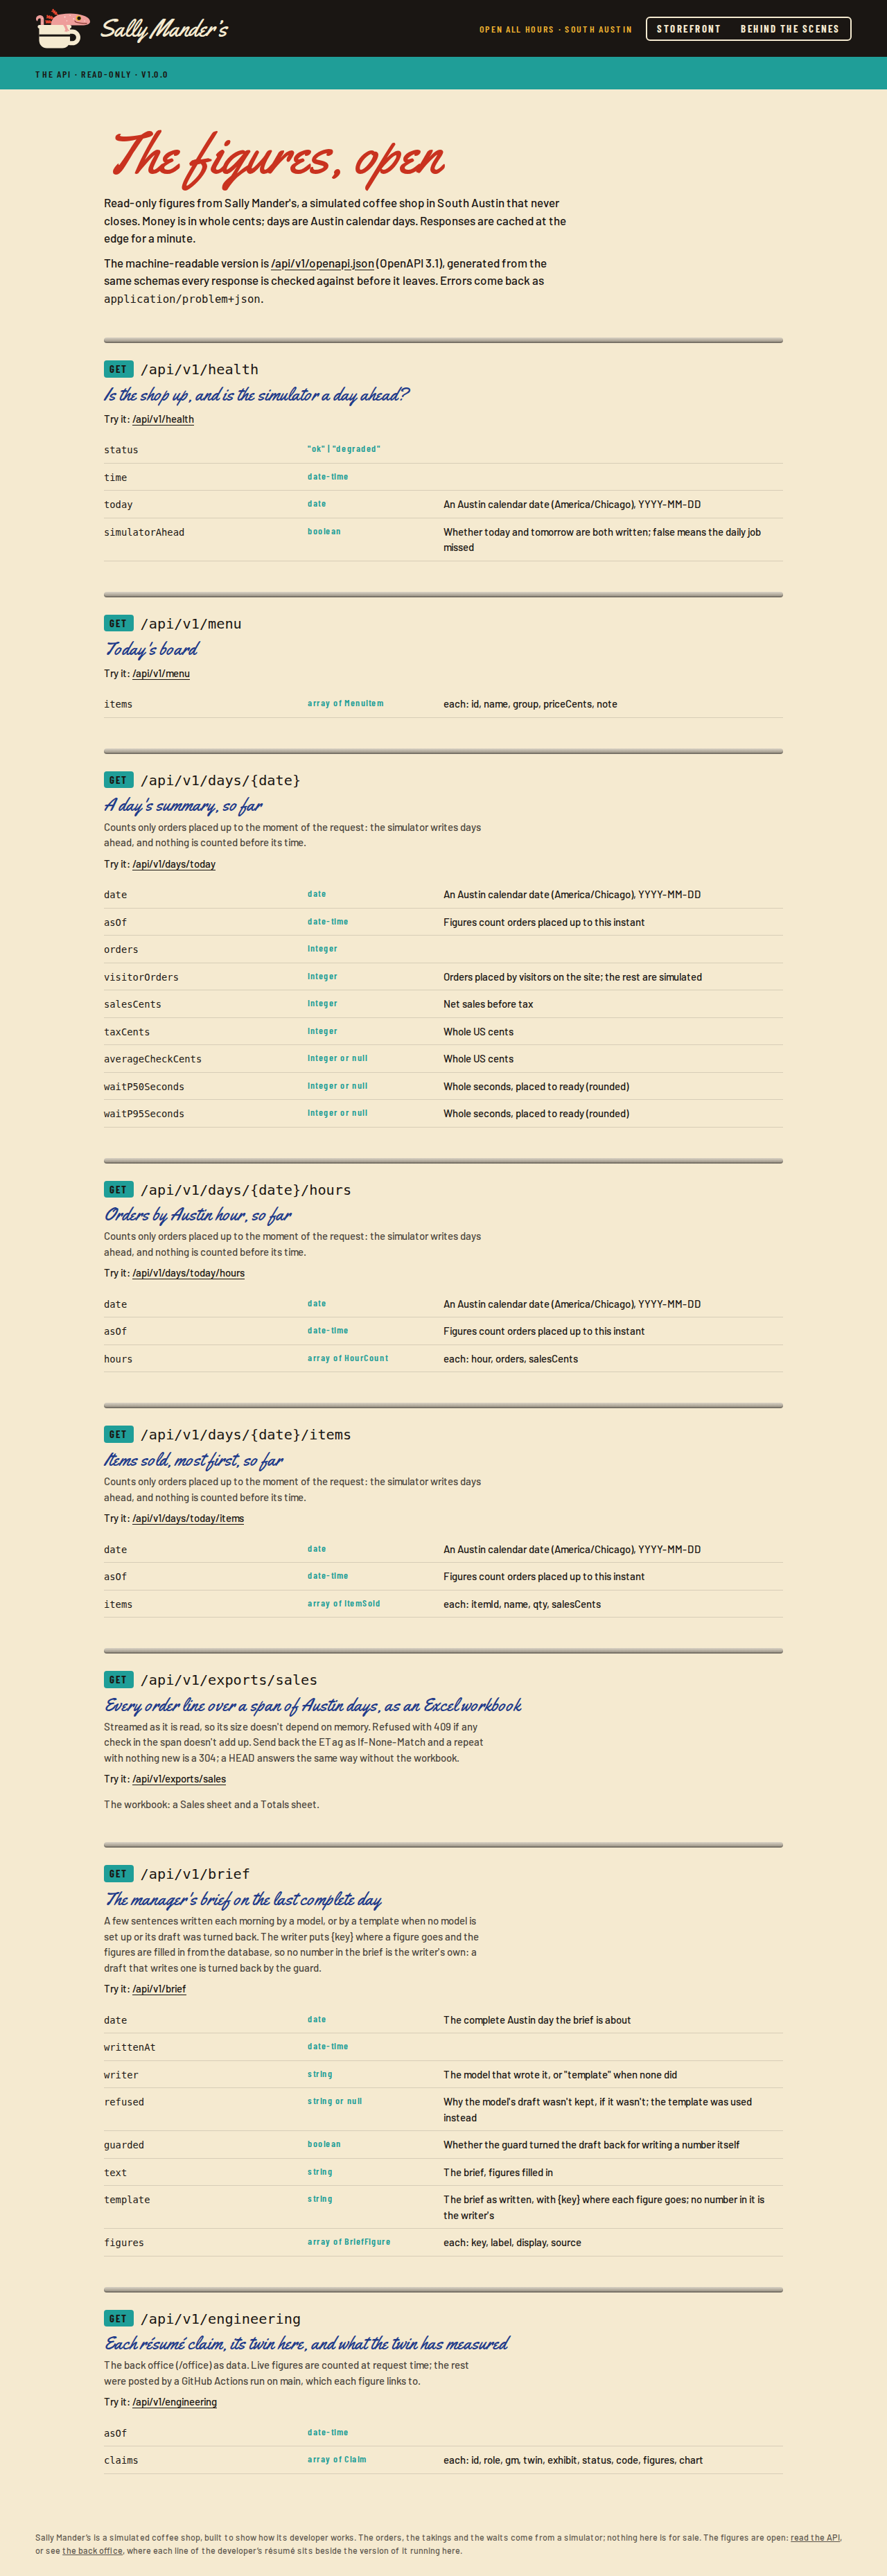 Sally Mander's
OPEN ALL HOURS · SOUTH AUSTIN
STOREFRONT
BEHIND THE SCENES
THE API · READ-ONLY · V1.0.0
The figures, open
Read-only figures from Sally Mander's, a simulated coffee shop in South Austin that never
closes. Money is in whole cents; days are Austin calendar days. Responses are cached at the
edge for a minute.
The machine-readable version is /api/v1/openapi.json (OpenAPI 3.1), generated from the
same schemas every response is checked against before it leaves. Errors come back as
application/problem+json.
GET /api/v1/health
Is the shop up, and is the simulator a day ahead?
Try it: /api/v1/health
status "ok" | "degraded"
time date-time
today date An Austin calendar date (America/Chicago), YYYY-MM-DD
simulatorAhead boolean Whether today and tomorrow are both written; false means the daily job
missed
GET /api/v1/menu
Today's board
Try it: /api/v1/menu
items array of MenuItem each: id, name, group, priceCents, note
GET /api/v1/days/{date}
A day's summary, so far
Counts only orders placed up to the moment of the request: the simulator writes days
ahead, and nothing is counted before its time.
Try it: /api/v1/days/today
date date An Austin calendar date (America/Chicago), YYYY-MM-DD
asOf date-time Figures count orders placed up to this instant
orders integer
visitorOrders integer Orders placed by visitors on the site; the rest are simulated
salesCents integer Net sales before tax
taxCents integer Whole US cents
averageCheckCents integer or null Whole US cents
waitP50Seconds integer or null Whole seconds, placed to ready (rounded)
waitP95Seconds integer or null Whole seconds, placed to ready (rounded)
GET /api/v1/days/{date}/hours
Orders by Austin hour, so far
Counts only orders placed up to the moment of the request: the simulator writes days
ahead, and nothing is counted before its time.
Try it: /api/v1/days/today/hours
date date An Austin calendar date (America/Chicago), YYYY-MM-DD
asOf date-time Figures count orders placed up to this instant
hours array of HourCount each: hour, orders, salesCents
GET /api/v1/days/{date}/items
Items sold, most first, so far
Counts only orders placed up to the moment of the request: the simulator writes days
ahead, and nothing is counted before its time.
Try it: /api/v1/days/today/items
date date An Austin calendar date (America/Chicago), YYYY-MM-DD
asOf date-time Figures count orders placed up to this instant
items array of ItemSold each: itemId, name, qty, salesCents
GET /api/v1/exports/sales
Every order line over a span of Austin days, as an Excel workbook
Streamed as it is read, so its size doesn't depend on memory. Refused with 409 if any
check in the span doesn't add up. Send back the ETag as If-None-Match and a repeat
with nothing new is a 304; a HEAD answers the same way without the workbook.
Try it: /api/v1/exports/sales
The workbook: a Sales sheet and a Totals sheet.
GET /api/v1/brief
The manager's brief on the last complete day
A few sentences written each morning by a model, or by a template when no model is
set up or its draft was turned back. The writer puts {key} where a figure goes and the
figures are filled in from the database, so no number in the brief is the writer's own: a
draft that writes one is turned back by the guard.
Try it: /api/v1/brief
date date The complete Austin day the brief is about
writtenAt date-time
writer string The model that wrote it, or "template" when none did
refused string or null Why the model's draft wasn't kept, if it wasn't; the template was used
instead
guarded boolean Whether the guard turned the draft back for writing a number itself
text string The brief, figures filled in
template string The brief as written, with {key} where each figure goes; no number in it is
the writer's
figures array of BriefFigure each: key, label, display, source
GET /api/v1/engineering
Each résumé claim, its twin here, and what the twin has measured
The back office (/office) as data. Live figures are counted at request time; the rest
were posted by a GitHub Actions run on main, which each figure links to.
Try it: /api/v1/engineering
asOf date-time
claims array of Claim each: id, role, gm, twin, exhibit, status, code, figures, chart
Sally Mander's is a simulated coffee shop, built to show how its developer works. The orders, the takings and the waits come from a simulator; nothing here is for sale. The figures are open: read the API,
or see the back office, where each line of the developer's résumé sits beside the version of it running here.